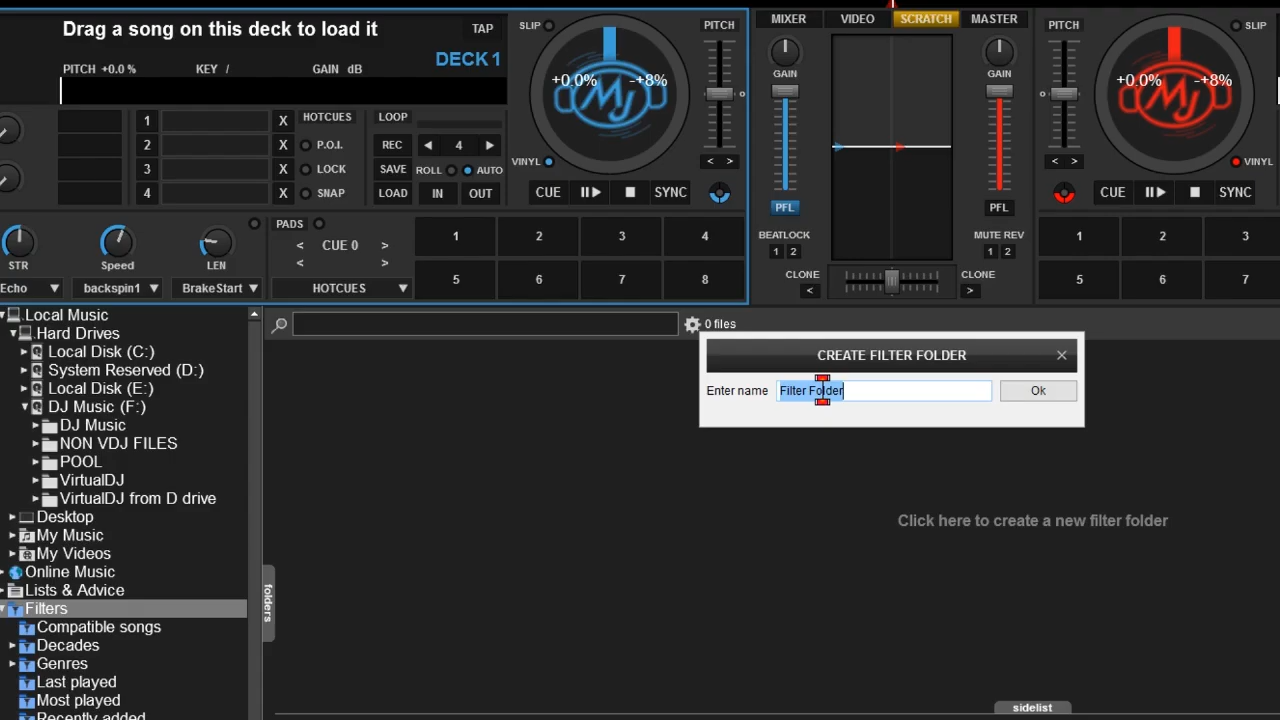 Drag a song on this deck to load it
TAP
DECK 1
PITCH +0.0 %
KEY /
GAIN dB
SLIP
PITCH
+0.0%
-+8%
MJ
o
VINYL
< >
1
X
HOTCUES
LOOP
2
X
P.O.I.
REC
4
3
X
LOCK
SAVE
ROLL
AUTO
4
X
SNAP
LOAD
IN
OUT
CUE
SYNC
STR
Speed
LEN
Echo
backspin1
BrakeStart
PADS
< CUE 0 >
< >
HOTCUES
1
2
3
4
5
6
7
8
MIXER
VIDEO
SCRATCH
MASTER
GAIN
GAIN
PFL
PFL
BEATLOCK
1 2
MUTE REV
1 2
CLONE
<
CLONE
>
PITCH
SLIP
+0.0%
-+8%
MJ
o
VINYL
< >
CUE
SYNC
1
2
3
5
6
7
Local Music
Hard Drives
Local Disk (C:)
System Reserved (D:)
Local Disk (E:)
DJ Music (F:)
DJ Music
NON VDJ FILES
POOL
VirtualDJ
VirtualDJ from D drive
Desktop
My Music
My Videos
Online Music
Lists & Advice
Filters
Compatible songs
Decades
Genres
Last played
Most played
Recently added
folders
0 files
CREATE FILTER FOLDER
Enter name
Filter Folder
Ok
Click here to create a new filter folder
sidelist